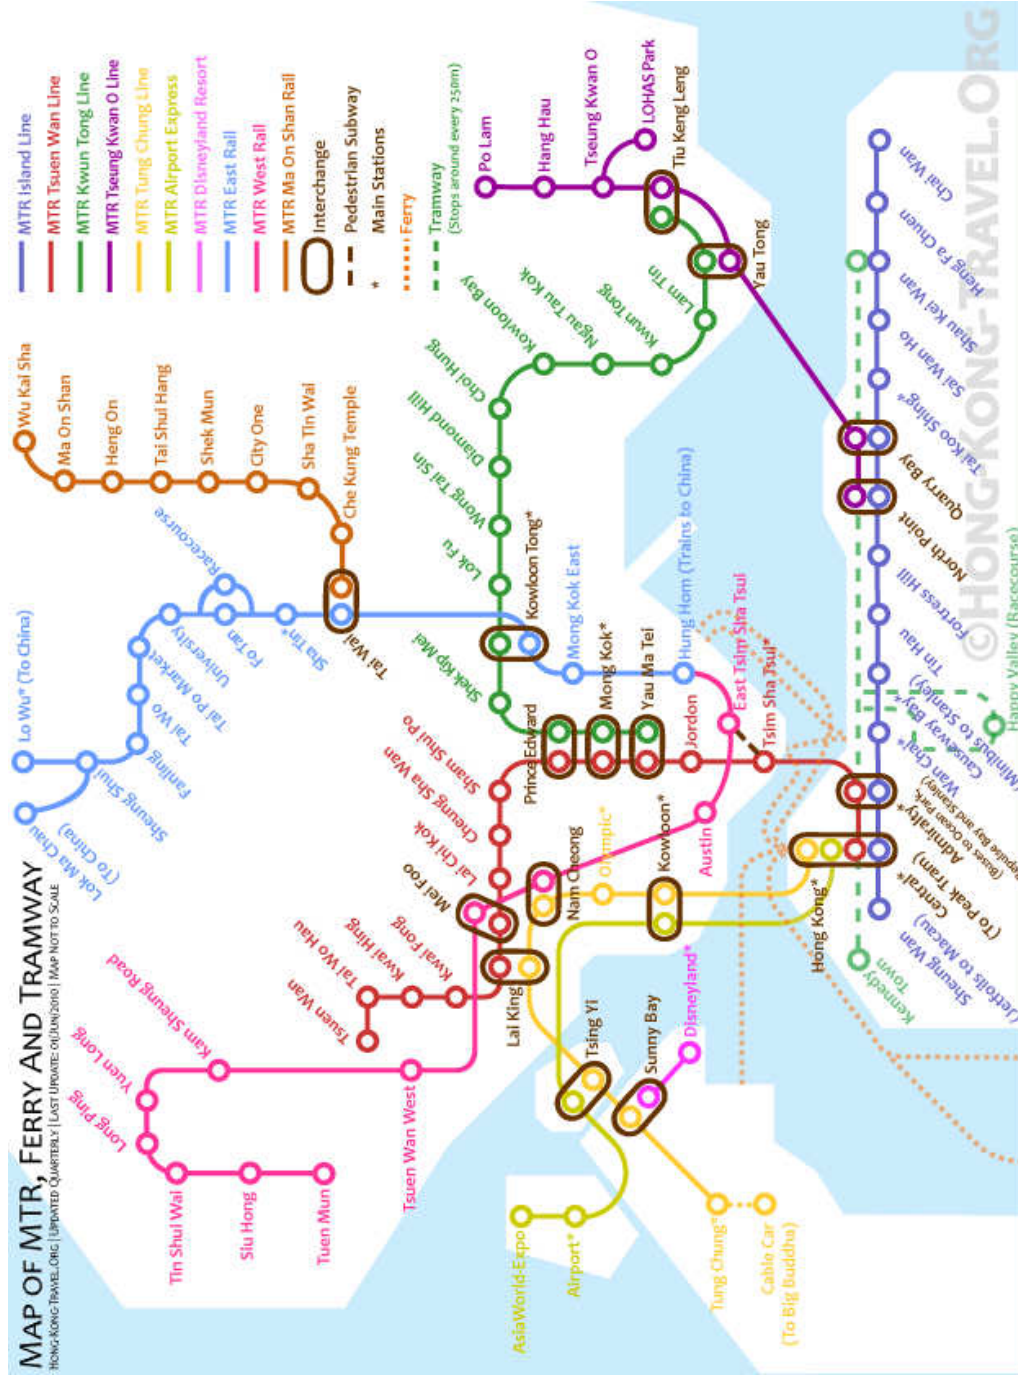 MAP OF MTR, FERRY AND TRAMWAY
HONG-KONG-TRAVEL.ORG | UPDATED QUARTERLY | LAST UPDATE: 01/JUN/2010 | MAP NOT TO SCALE
MTR Island Line
MTR Tsuen Wan Line
MTR Kwun Tong Line
MTR Tseung Kwan O Line
MTR Tung Chung Line
MTR Airport Express
MTR Disneyland Resort
MTR East Rail
MTR West Rail
MTR Ma On Shan Rail
Interchange
Pedestrian Subway
* Main Stations
Ferry
Tramway
(Stops around every 250m)
Lok Ma Chau
(To China)
Lo Wu* (To China)
Sheung Shui
Fanling
Tai Wo
Tai Po Market
University
Racecourse
Fo Tan
Sha Tin*
Tai Wai
Wu Kai Sha
Ma On Shan
Heng On
Tai Shui Hang
Shek Mun
City One
Sha Tin Wai
Che Kung Temple
Tin Shui Wai
Siu Hong
Tuen Mun
Long Ping
Yuen Long
Kam Sheung Road
Tsuen Wan West
Tsuen Wan
Tai Wo Hau
Kwai Hing
Kwai Fong
Lai King
Mei Foo
Lai Chi Kok
Cheung Sha Wan
Sham Shui Po
Prince Edward
Mong Kok*
Yau Ma Tei
Jordon
Tsim Sha Tsui*
Shek Kip Mei
Kowloon Tong*
Lok Fu
Wong Tai Sin
Diamond Hill
Choi Hung
Kowloon Bay
Ngau Tau Kok
Kwun Tong
Lam Tin
Yau Tong
Tiu Keng Leng
Po Lam
Hang Hau
Tseung Kwan O
LOHAS Park
Mong Kok East
Hung Hom (Trains to China)
East Tsim Sha Tsui
Austin
Nam Cheong
Olympic*
Kowloon*
Hong Kong*
Tsing Yi
Sunny Bay
Disneyland*
AsiaWorld-Expo
Airport*
Tung Chung*
Cable Car
(To Big Buddha)
Kennedy
Town
Sheung Wan
(Jetfoils to Macau)
Central*
(To Peak Tram)
Admiralty*
(Buses to Ocean Park,
Repulse Bay and Stanley)
Wan Chai*
Causeway Bay*
(Minibus to Stanley)
Tin Hau
Fortress Hill
North Point
Quarry Bay
Tai Koo Shing*
Sai Wan Ho
Shau Kei Wan
Heng Fa Chuen
Chai Wan
Happy Valley (Racecourse)
©HONG-KONG-TRAVEL.ORG